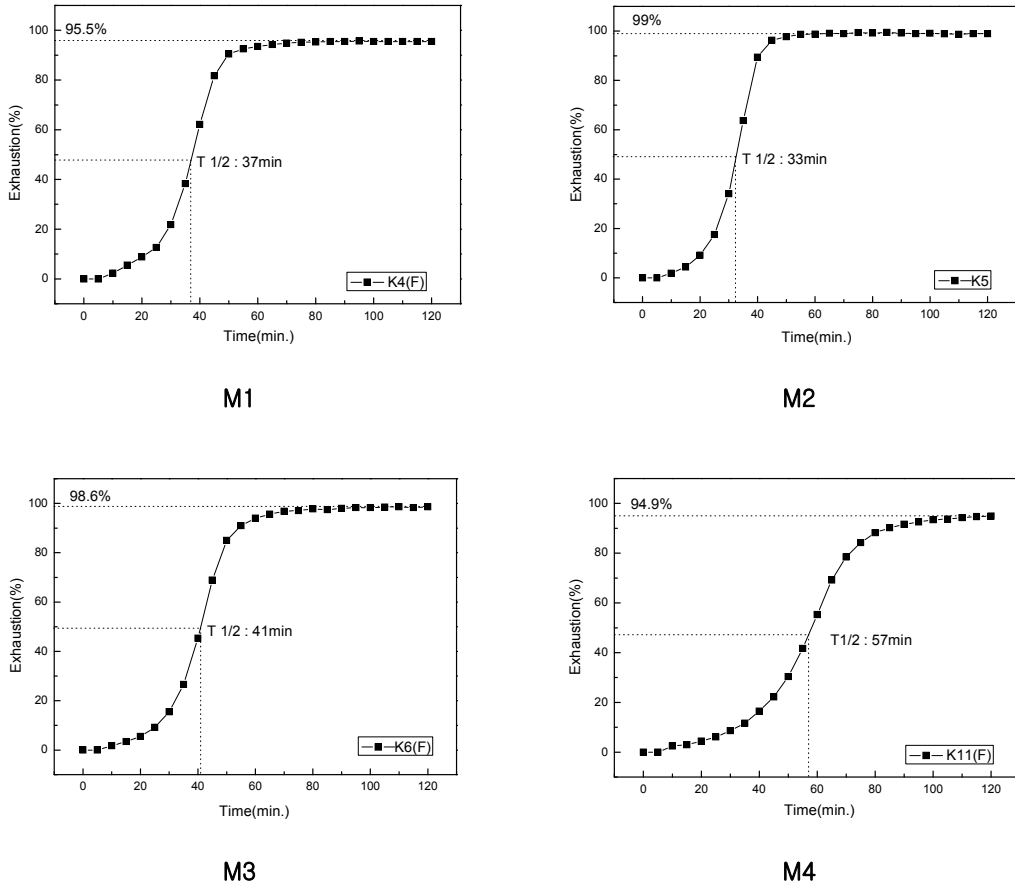 95.5%
100
80
60
40
20
0
Exhaustion(%)
T 1/2 : 37min
K4(F)
0 20 40 60 80 100 120
Time(min.)
M1
99%
100
80
60
40
20
0
Exhaustion(%)
T 1/2 : 33min
K5
0 20 40 60 80 100 120
Time(min.)
M2
98.6%
100
80
60
40
20
0
Exhaustion(%)
T 1/2 : 41min
K6(F)
0 20 40 60 80 100 120
Time(min.)
M3
94.9%
100
80
60
40
20
0
Exhaustion(%)
T1/2 : 57min
K11(F)
0 20 40 60 80 100 120
Time(min.)
M4